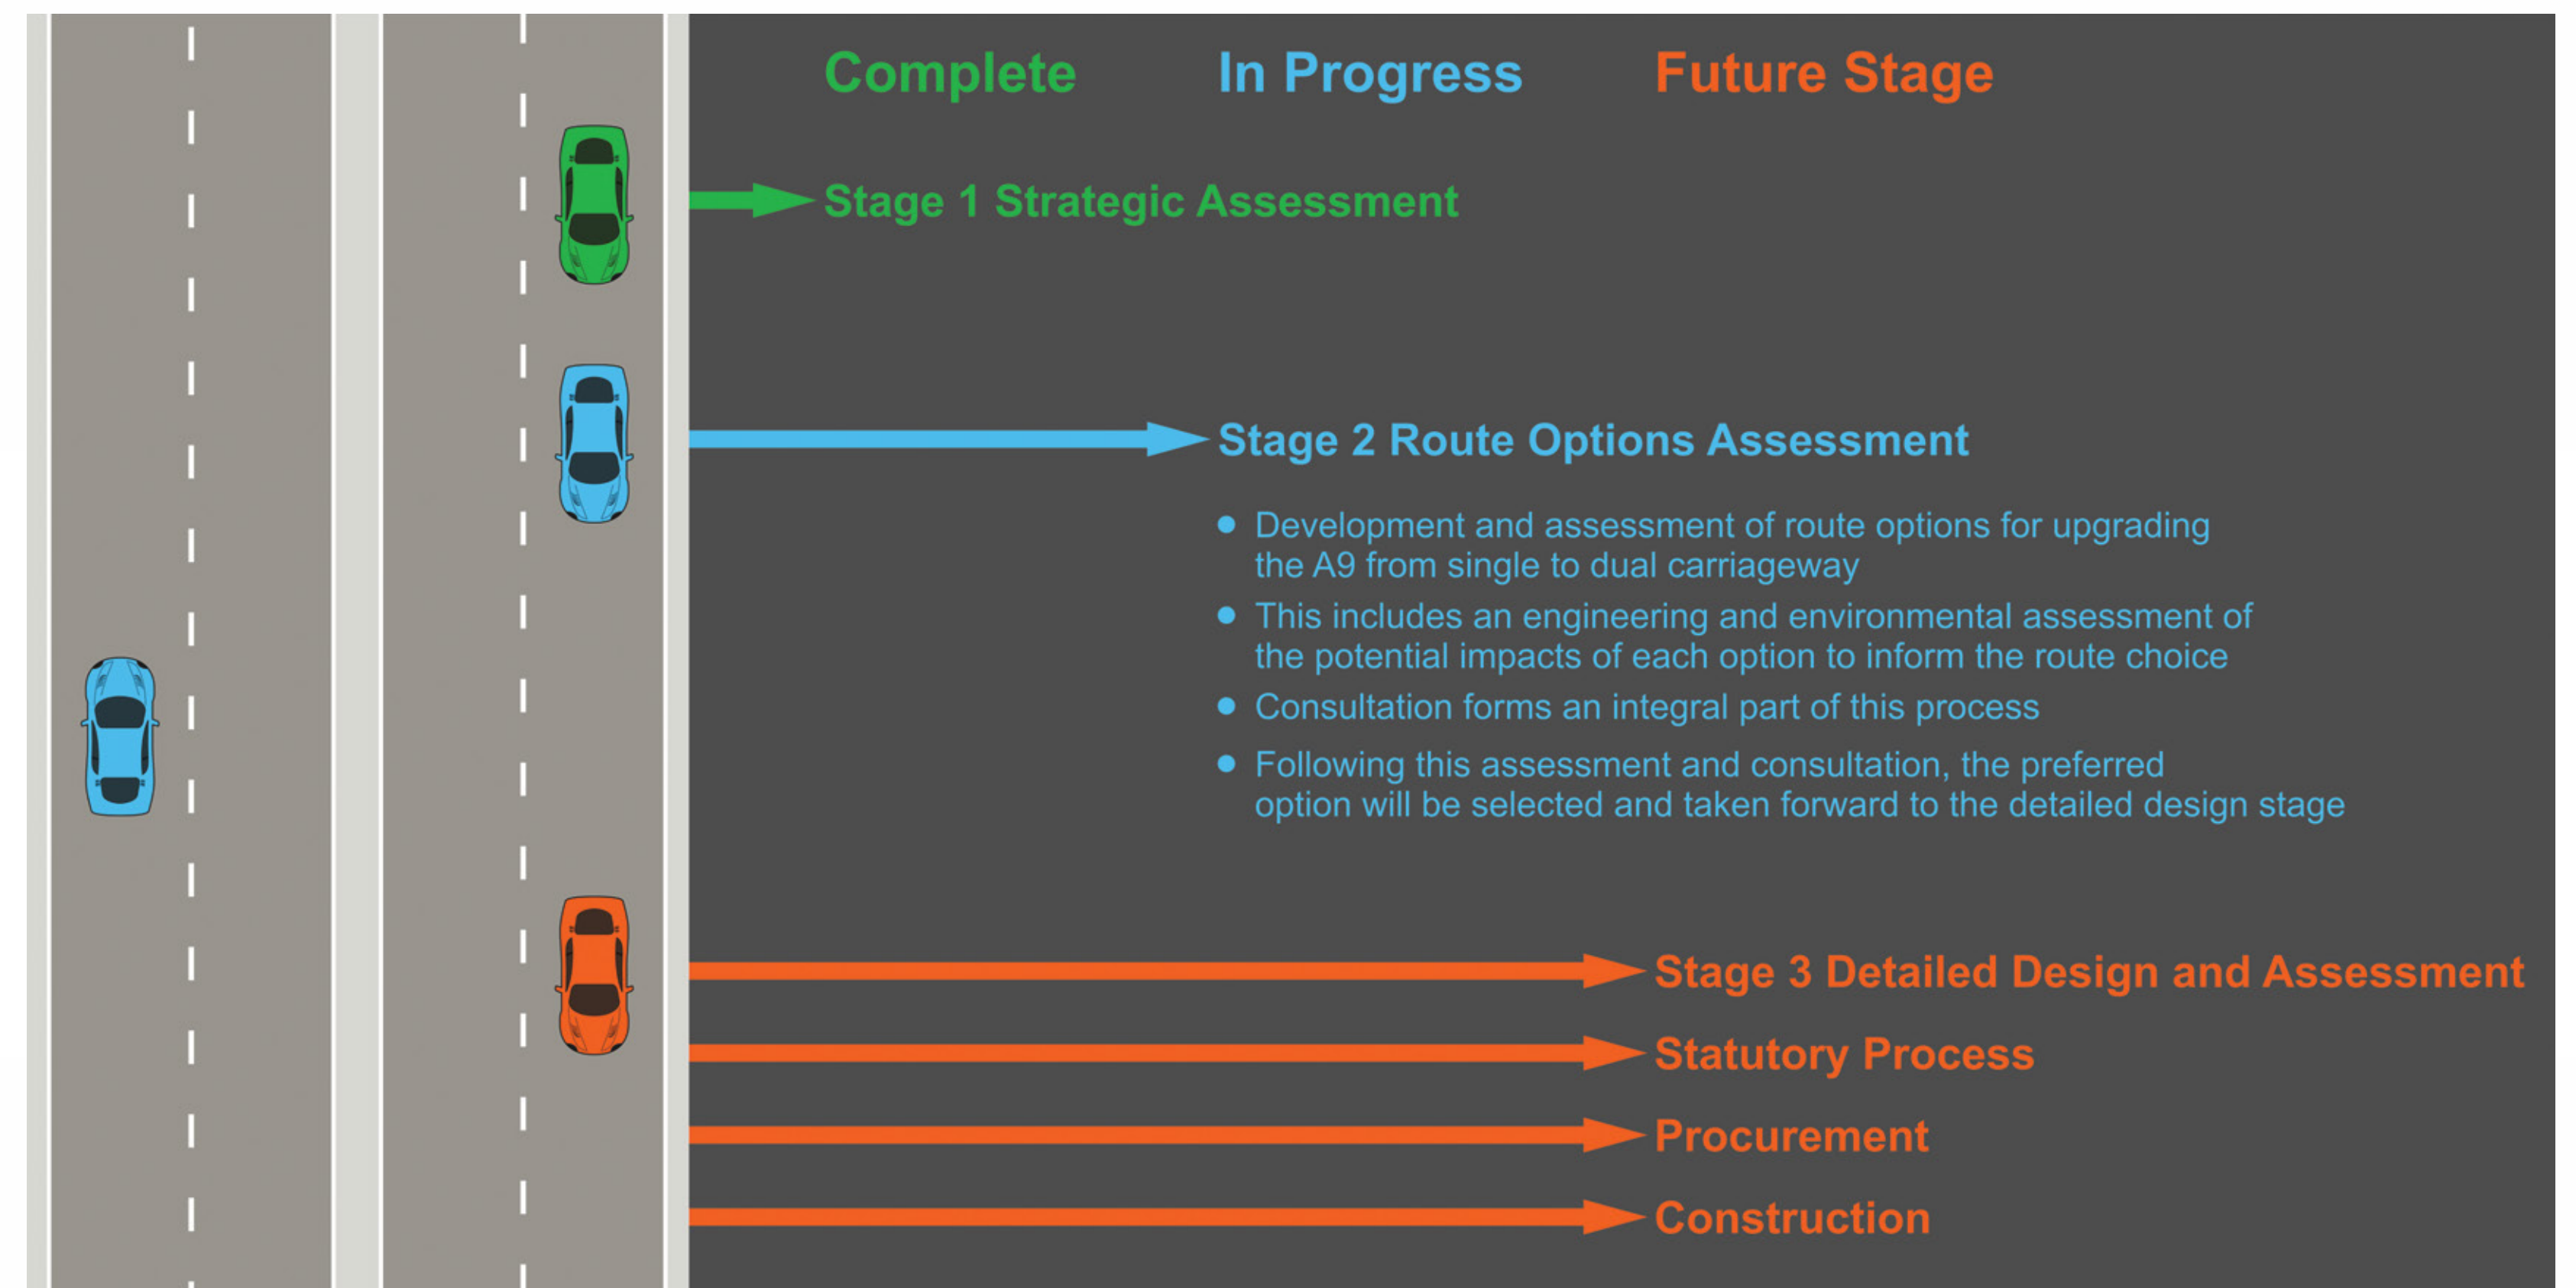 Complete In Progress Future Stage
Stage 1 Strategic Assessment
Stage 2 Route Options Assessment
● Development and assessment of route options for upgrading
the A9 from single to dual carriageway
● This includes an engineering and environmental assessment of
the potential impacts of each option to inform the route choice
● Consultation forms an integral part of this process
● Following this assessment and consultation, the preferred
option will be selected and taken forward to the detailed design stage
Stage 3 Detailed Design and Assessment
Statutory Process
Procurement
Construction